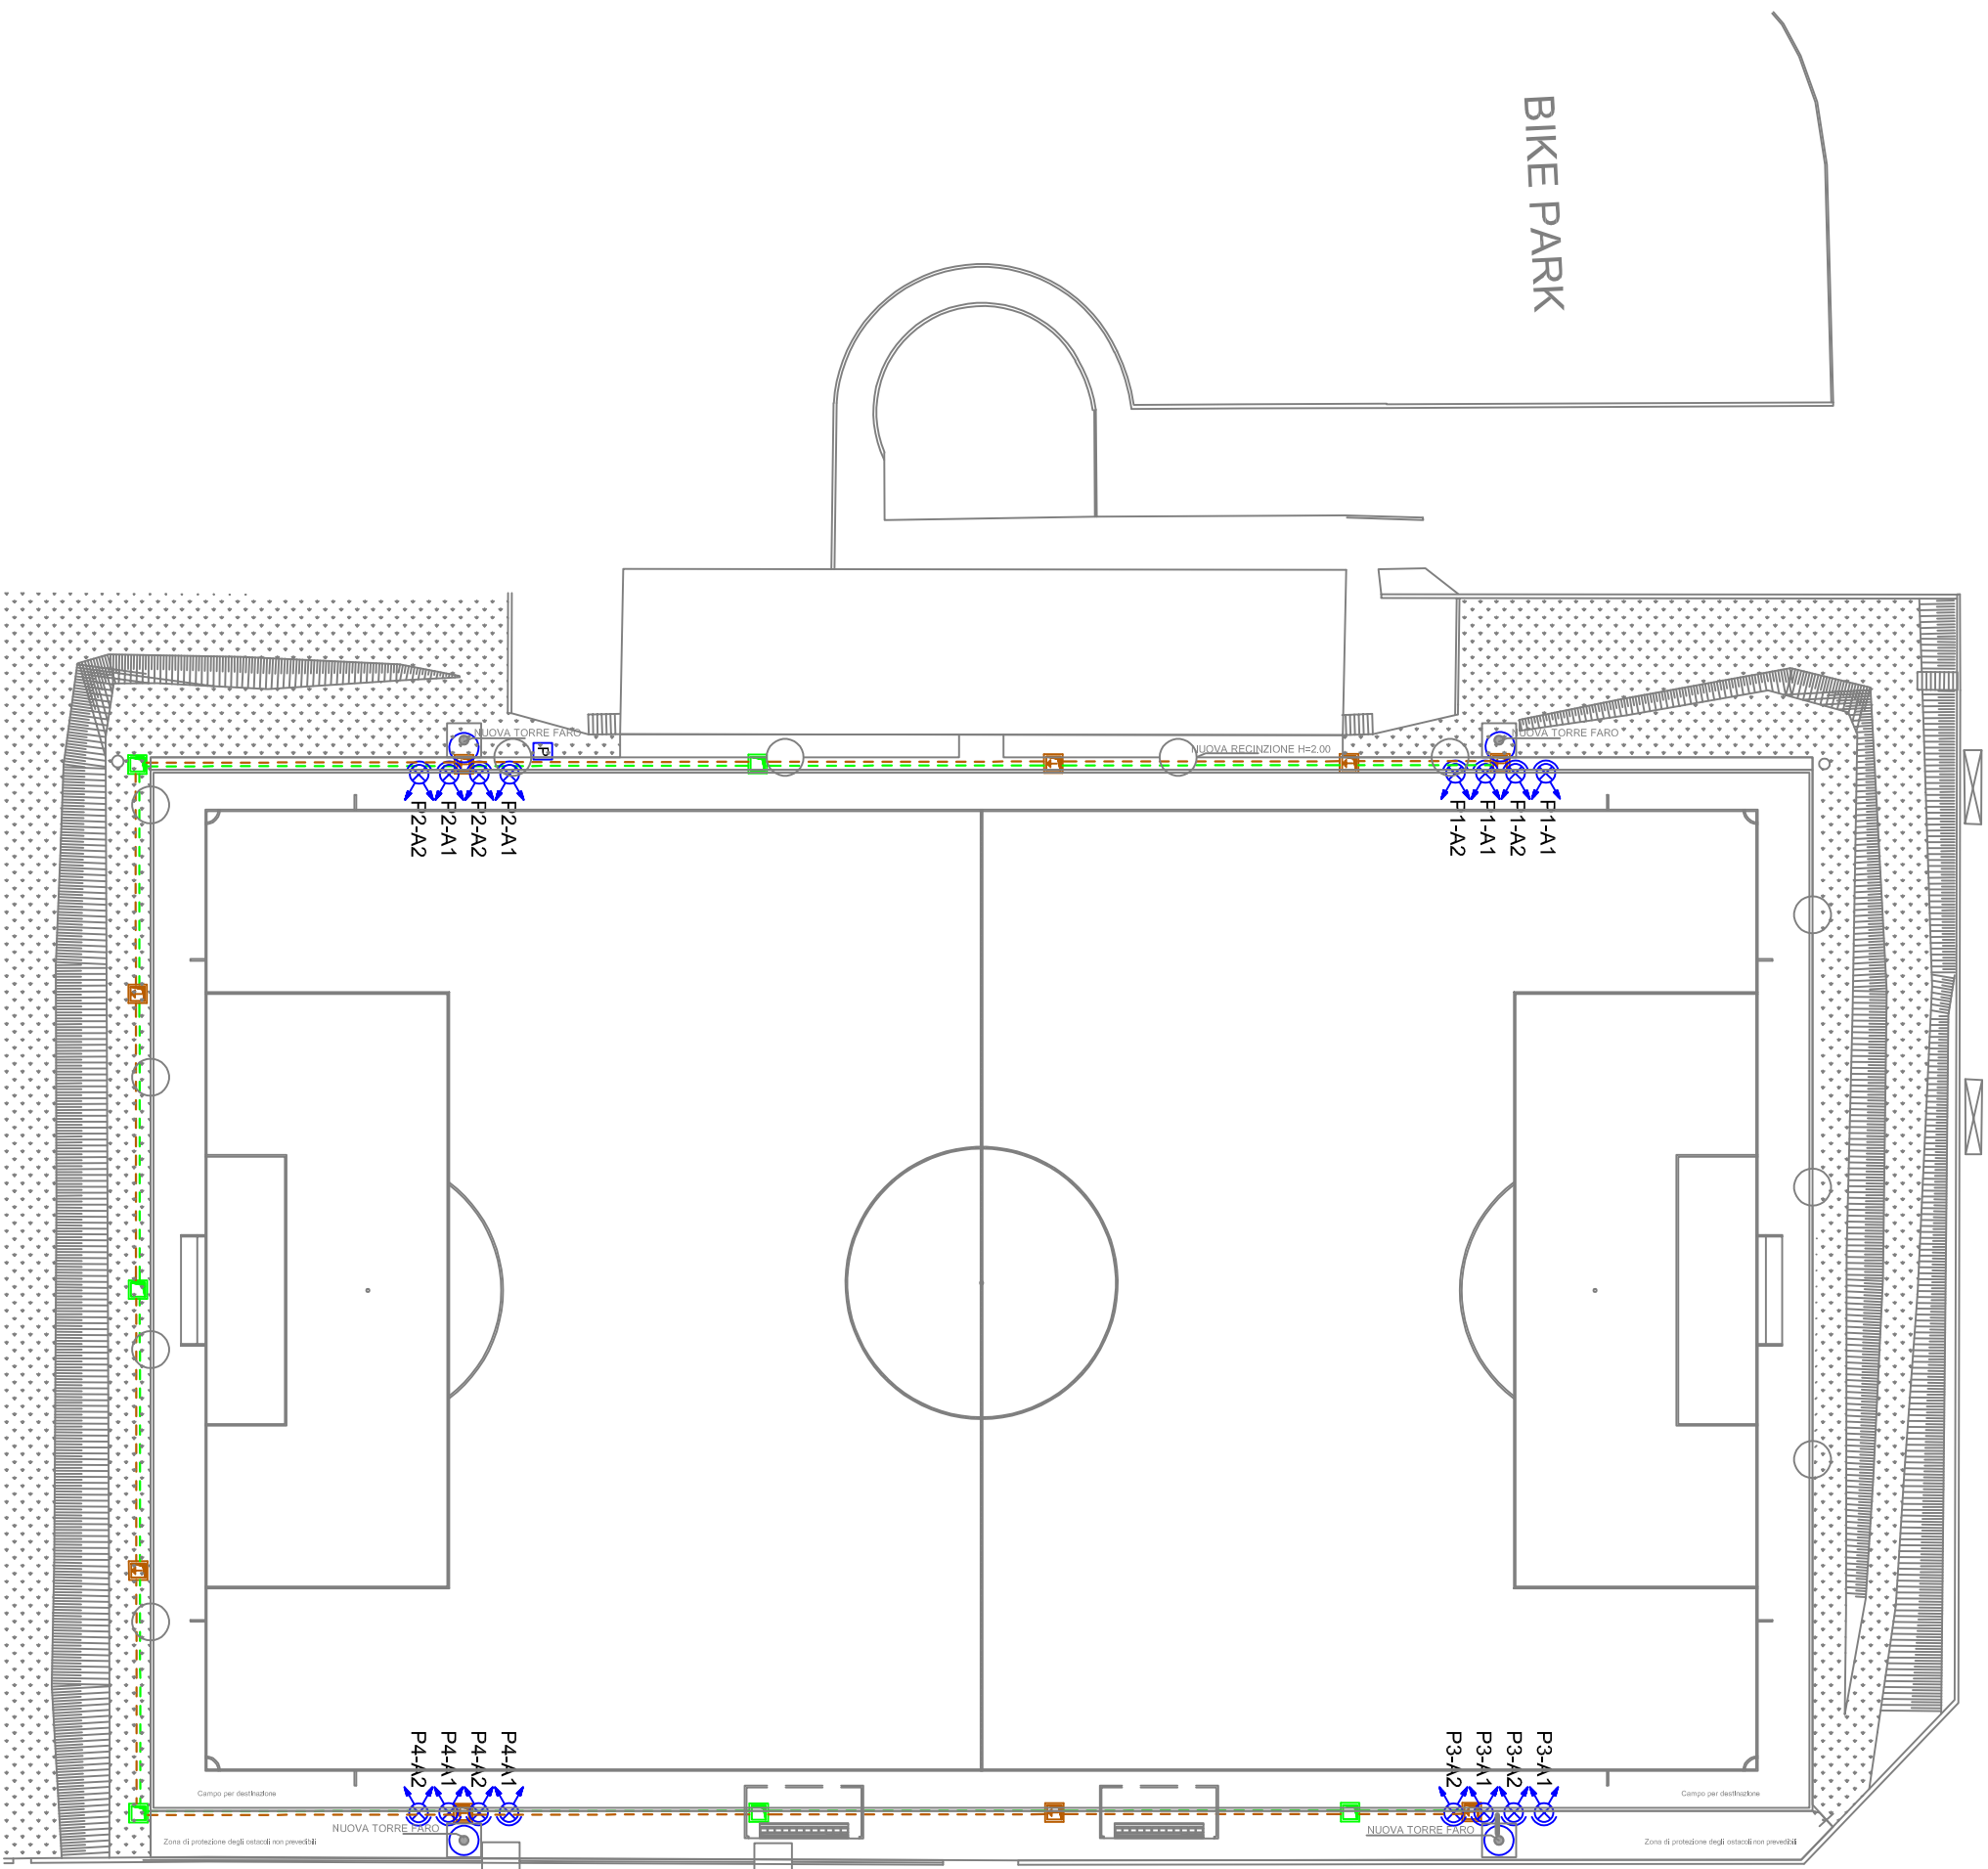 BIKE PARK
NUOVA TORRE FARO
NUOVA TORRE FARO
P
NUOVA RECINZIONE H=2,00
P2-A2
P2-A1
P2-A2
P2-A1
P1-A2
P1-A1
P1-A2
P1-A1
P4-A2
P4-A1
P4-A2
P4-A1
P3-A2
P3-A1
P3-A2
P3-A1
Campo per destinazione
Campo per destinazione
NUOVA TORRE FARO
NUOVA TORRE FARO
Zona di protezione degli ostacoli non prevedibili
Zona di protezione degli ostacoli non prevedibili